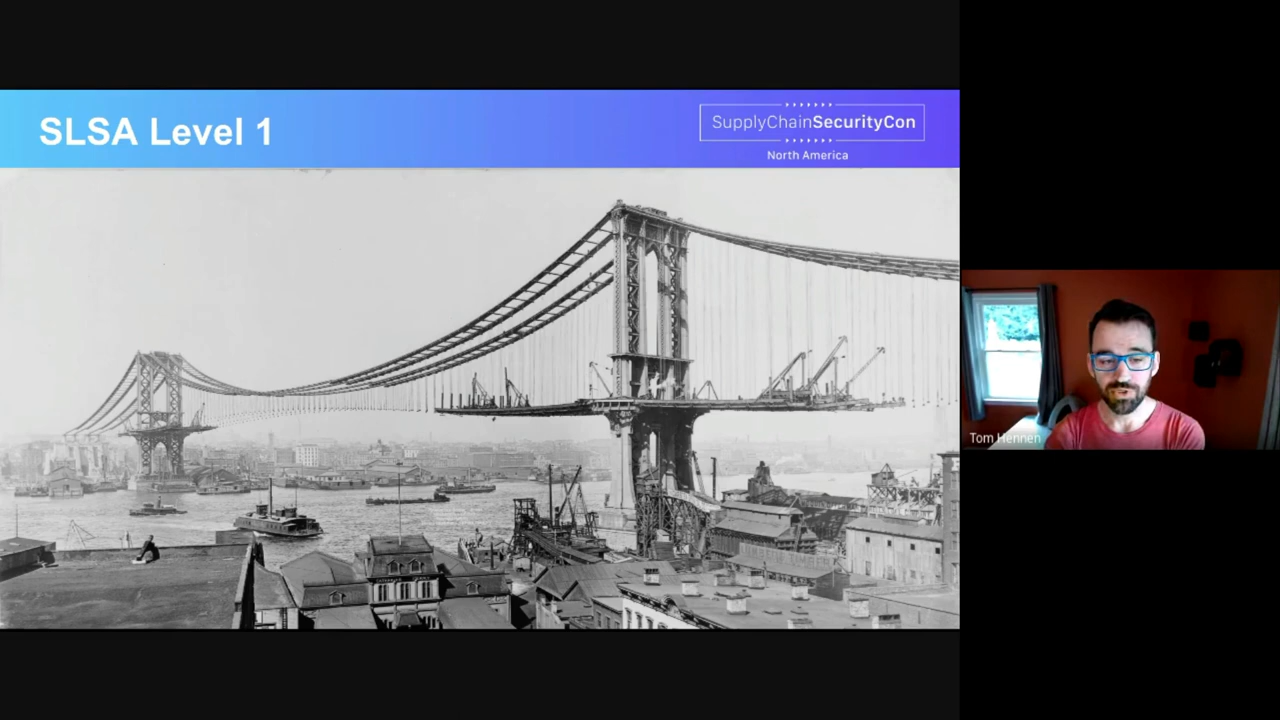 SLSA Level 1
SupplyChainSecurityCon
North America
Tom Hennen